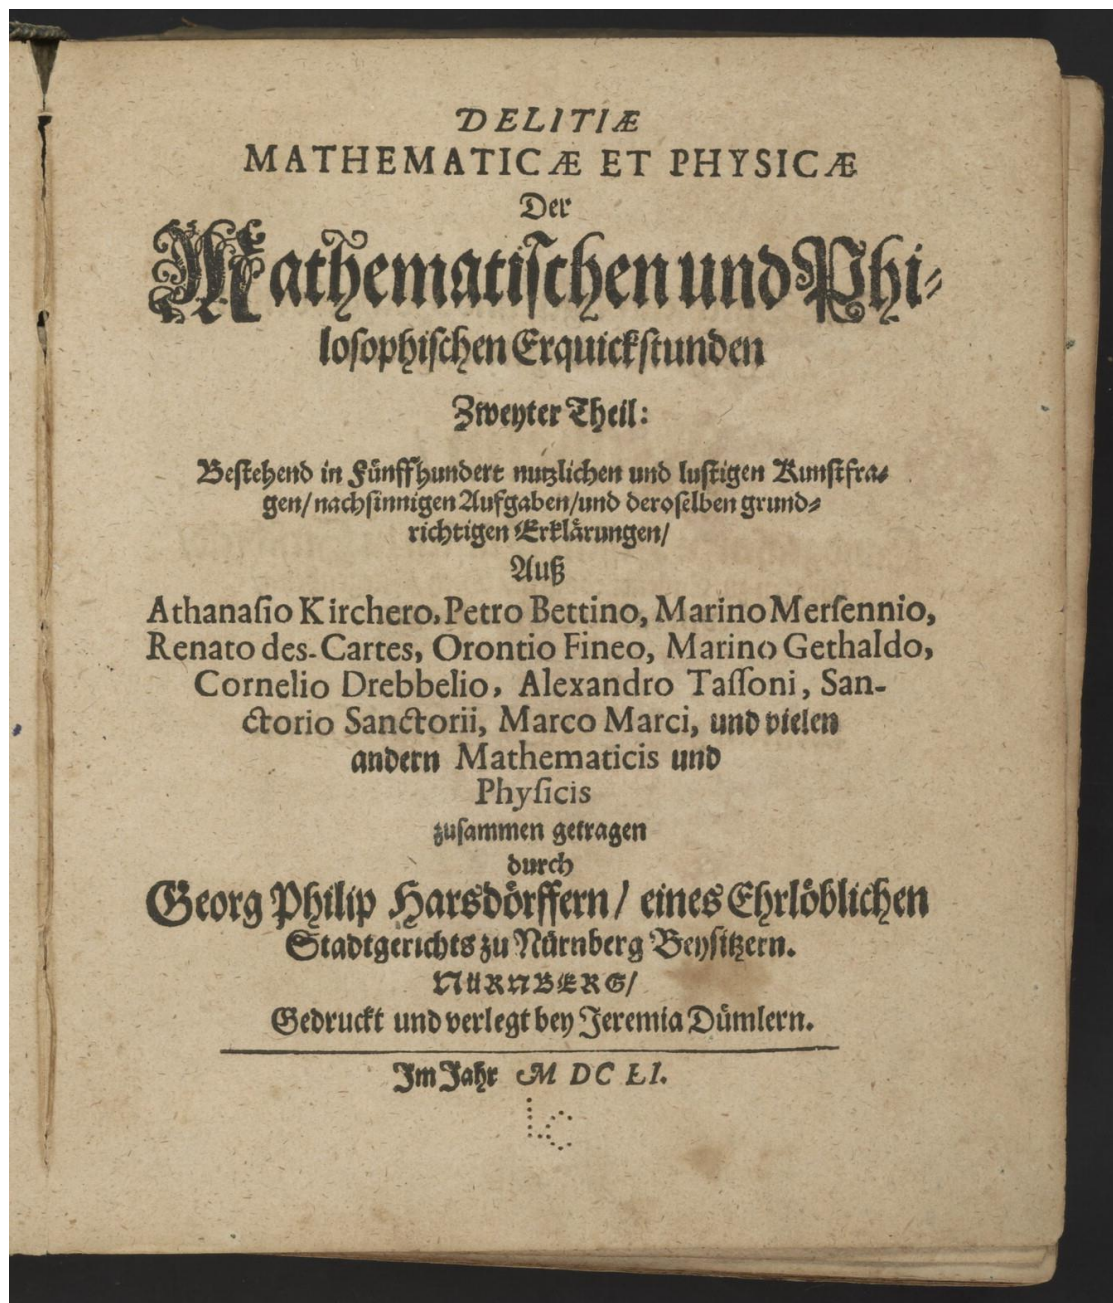 DELITIÆ
MATHEMATICÆ ET PHYSICÆ
Der
Mathematiſchen und Phi-
loſophiſchen Erquickſtunden
Zweyter Theil:
Beſtehend in Fünffhundert nutzlichen und luſtigen Kunſtfra-
gen/ nachſinnigen Aufgaben/ und deroſelben grund-
richtigen Erklärungen/
Auß
Athanaſio Kirchero, Petro Bettino, Marino Merſennio,
Renato des-Cartes, Orontio Fineo, Marino Gethaldo,
Cornelio Drebbelio, Alexandro Taſſoni, San-
ctorio Sanctorii, Marco Marci, und vielen
andern Mathematicis und
Phyſicis
zuſammen getragen
durch
Georg Philip Harsdörffern/ eines Ehrlöblichen
Stadtgerichts zu Nürnberg Beyſitzern.
NÜRNBERG/
Gedruckt und verlegt bey Jeremia Dümlern.
Im Jahr M DC LI.
LC